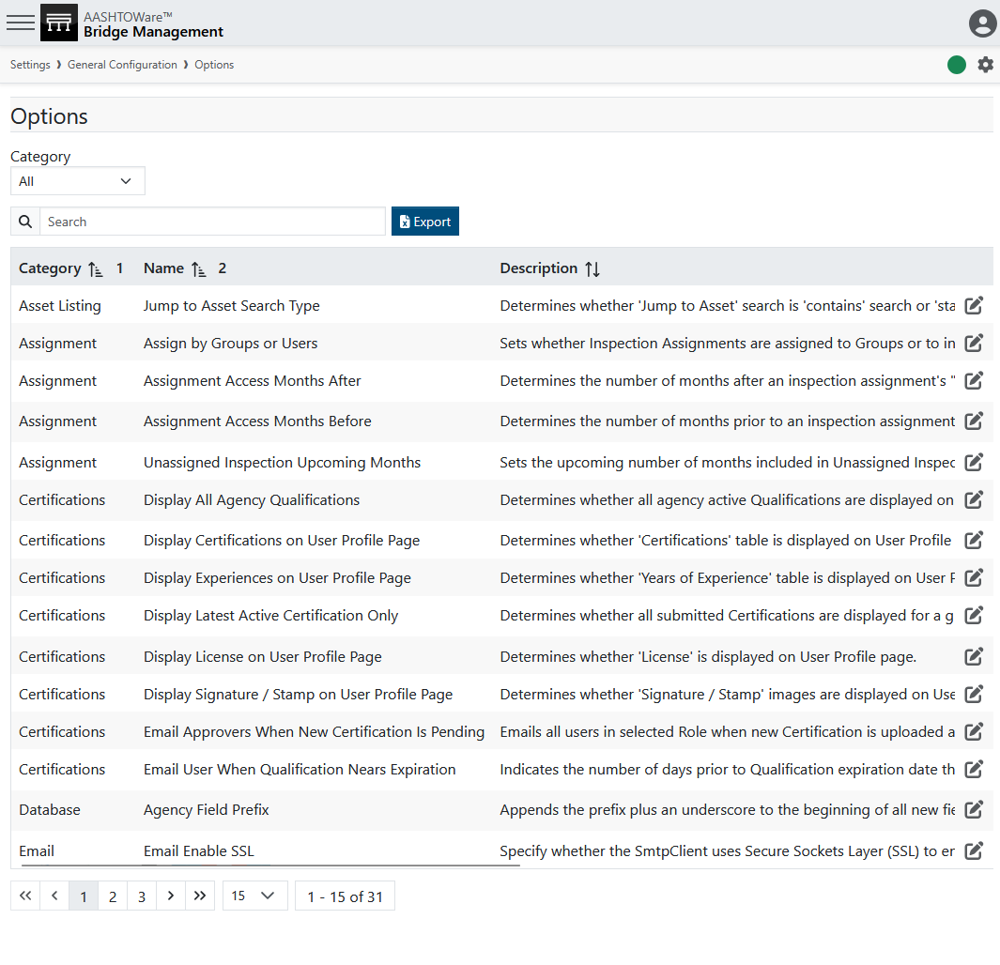 AASHTOWare™
Bridge Management
Settings ❯ General Configuration ❯ Options
Options
Category
All
Search
Export
Category 1 Name 2 Description
Asset Listing Jump to Asset Search Type Determines whether 'Jump to Asset' search is 'contains' search or 'sta
Assignment Assign by Groups or Users Sets whether Inspection Assignments are assigned to Groups or to in
Assignment Assignment Access Months After Determines the number of months after an inspection assignment's "
Assignment Assignment Access Months Before Determines the number of months prior to an inspection assignment
Assignment Unassigned Inspection Upcoming Months Sets the upcoming number of months included in Unassigned Inspec
Certifications Display All Agency Qualifications Determines whether all agency active Qualifications are displayed on
Certifications Display Certifications on User Profile Page Determines whether 'Certifications' table is displayed on User Profile
Certifications Display Experiences on User Profile Page Determines whether 'Years of Experience' table is displayed on User P
Certifications Display Latest Active Certification Only Determines whether all submitted Certifications are displayed for a g
Certifications Display License on User Profile Page Determines whether 'License' is displayed on User Profile page.
Certifications Display Signature / Stamp on User Profile Page Determines whether 'Signature / Stamp' images are displayed on Use
Certifications Email Approvers When New Certification Is Pending Emails all users in selected Role when new Certification is uploaded a
Certifications Email User When Qualification Nears Expiration Indicates the number of days prior to Qualification expiration date th
Database Agency Field Prefix Appends the prefix plus an underscore to the beginning of all new fie
Email Email Enable SSL Specify whether the SmtpClient uses Secure Sockets Layer (SSL) to en
1 2 3 15 1 - 15 of 31